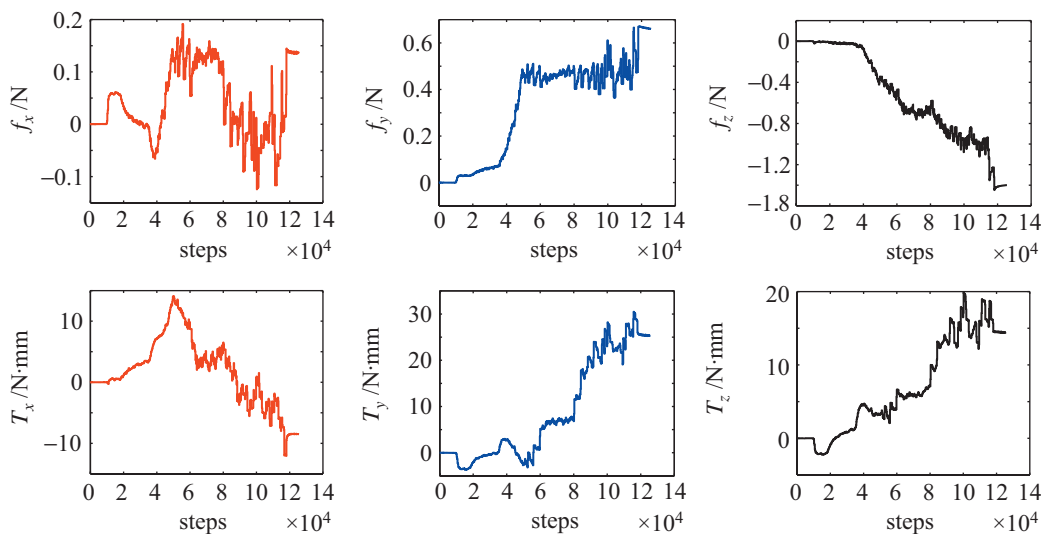 0.2
0.1
0
−0.1
f_x /N
0 2 4 6 8 10 12 14
steps ×10^4
0.6
0.4
0.2
0
f_y /N
0 2 4 6 8 10 12 14
steps ×10^4
0
−0.4
−0.8
−1.2
−1.8
f_z /N
0 2 4 6 8 10 12 14
steps ×10^4
10
0
−10
T_x /N·mm
0 2 4 6 8 10 12 14
steps ×10^4
30
20
10
0
T_y /N·mm
0 2 4 6 8 10 12 14
steps ×10^4
20
10
0
T_z /N·mm
0 2 4 6 8 10 12 14
steps ×10^4